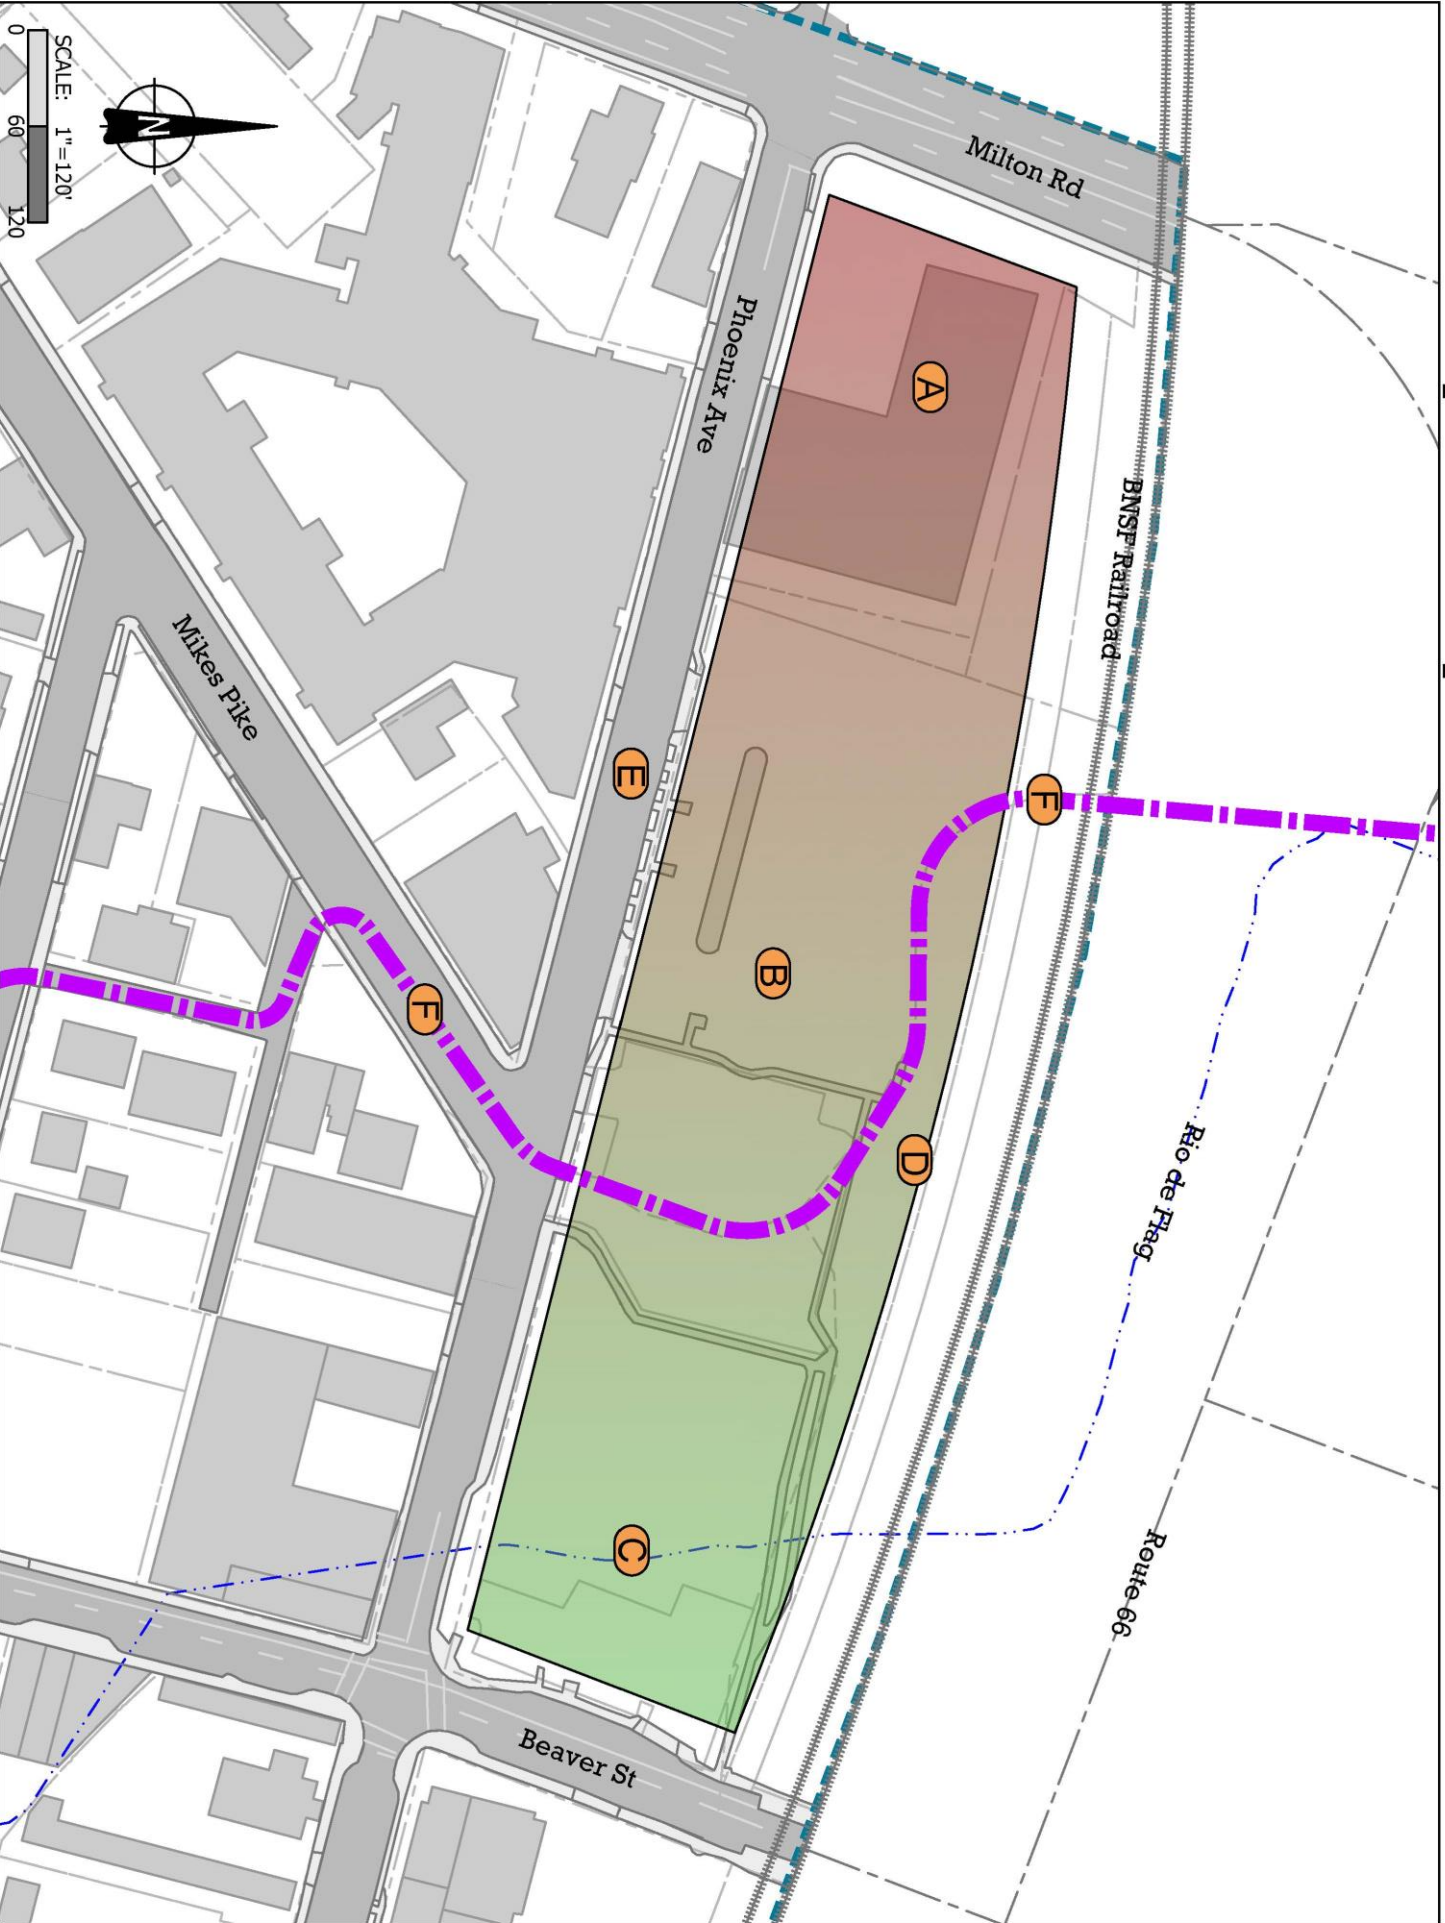 Milton Rd
BNSF Railroad
Phoenix Ave
Mikes Pike
Rio de Flag
Route 66
Beaver St
A
B
C
D
E
F
F
N
SCALE: 1"=120'
0 60 120